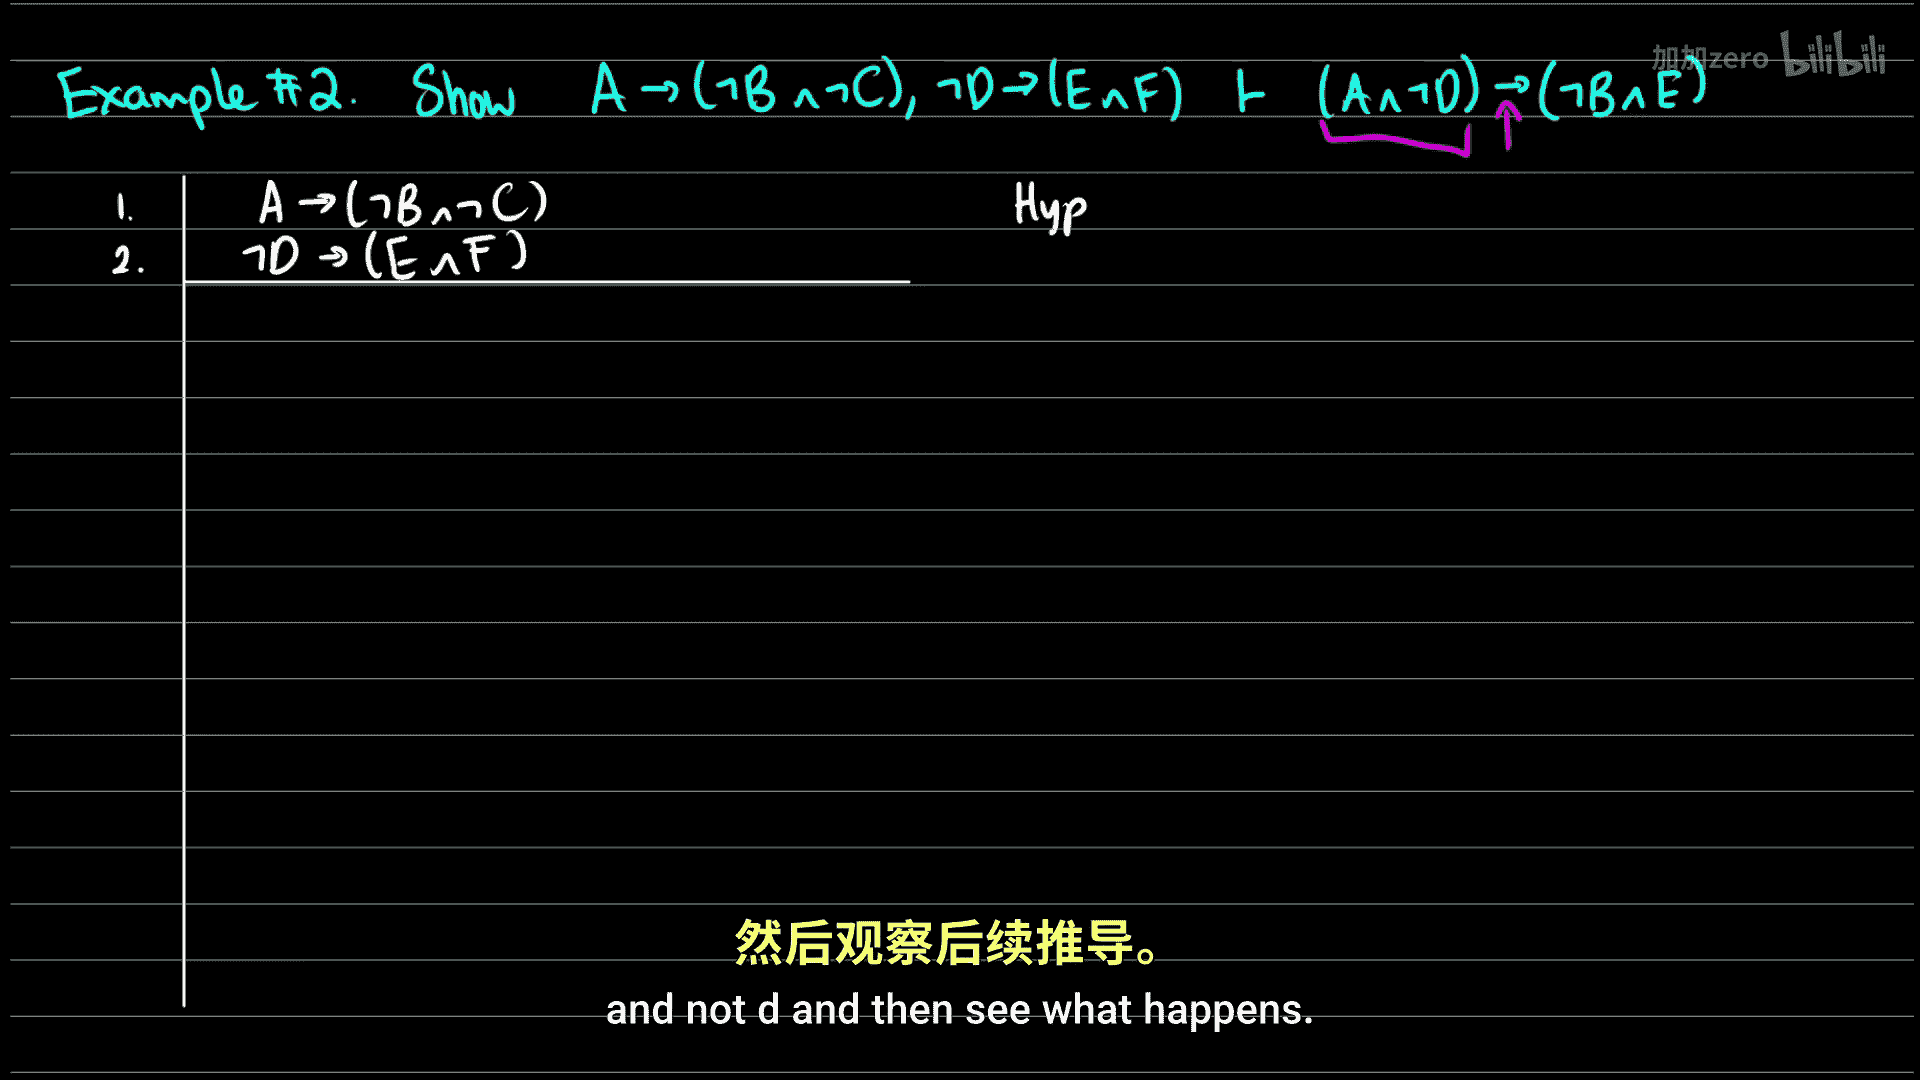 加加zero bilibili
Example #2. Show A → (¬B ∧ ¬C), ¬D → (E ∧ F) ⊢ (A ∧ ¬D) → (¬B ∧ E)
1. A → (¬B ∧ ¬C) Hyp
2. ¬D → (E ∧ F)
然后观察后续推导。
and not d and then see what happens.